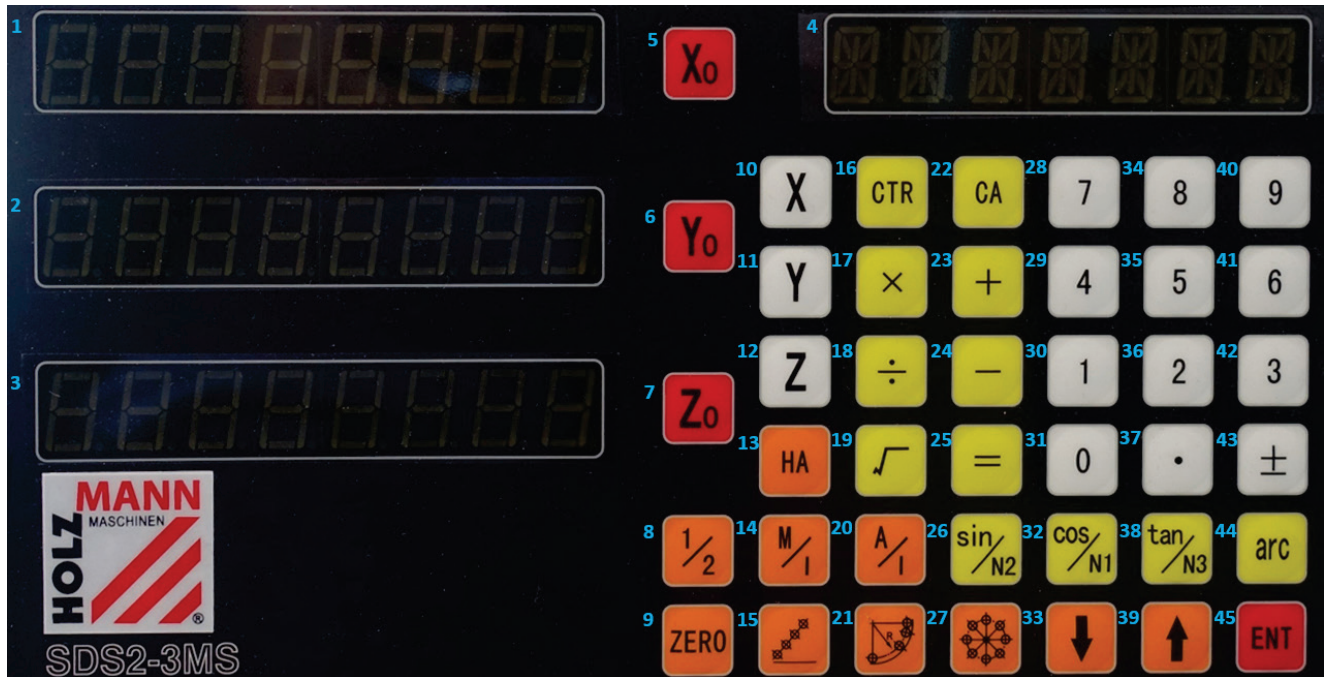 1
4
5
X0
10
X
16
CTR
22
CA
28
7
34
8
40
9
2
6
Y0
11
Y
17
×
23
+
29
4
35
5
41
6
3
7
Z0
12
Z
18
÷
24
−
30
1
36
2
42
3
13
HA
19
√
25
=
31
0
37
.
43
±
HOLZ
MANN
MASCHINEN
®
8
1/2
14
M/I
20
A/I
26
sin/N2
32
cos/N1
38
tan/N3
44
arc
SDS2-3MS
9
ZERO
15
21
R
27
33
39
45
ENT